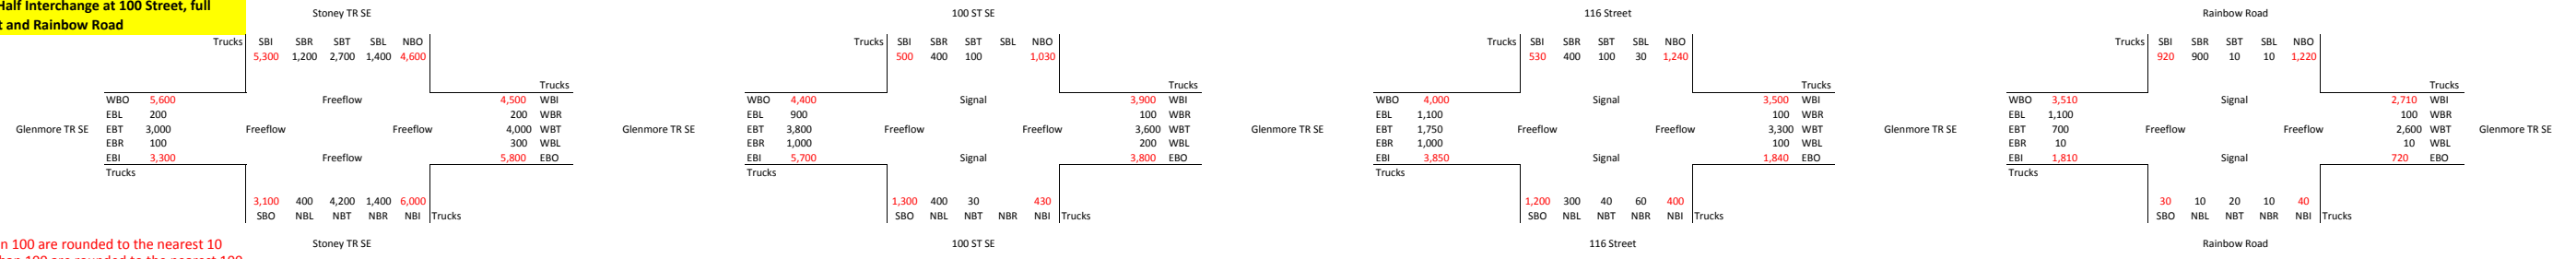 Half Interchange at 100 Street, full
t and Rainbow Road
Stoney TR SE
Trucks SBI SBR SBT SBL NBO
5,300 1,200 2,700 1,400 4,600
Trucks
WBO 5,600 Freeflow 4,500 WBI
EBL 200 200 WBR
Glenmore TR SE EBT 3,000 Freeflow Freeflow 4,000 WBT Glenmore TR SE
EBR 100 300 WBL
EBI 3,300 Freeflow 5,800 EBO
Trucks
3,100 400 4,200 1,400 6,000
SBO NBL NBT NBR NBI Trucks
Stoney TR SE
n 100 are rounded to the nearest 10
han 100 are rounded to the nearest 100
100 ST SE
Trucks SBI SBR SBT SBL NBO
500 400 100 1,030
Trucks
WBO 4,400 Signal 3,900 WBI
EBL 900 100 WBR
EBT 3,800 Freeflow Freeflow 3,600 WBT Glenmore TR SE
EBR 1,000 200 WBL
EBI 5,700 Signal 3,800 EBO
Trucks
1,300 400 30 430
SBO NBL NBT NBR NBI Trucks
100 ST SE
116 Street
Trucks SBI SBR SBT SBL NBO
530 400 100 30 1,240
Trucks
WBO 4,000 Signal 3,500 WBI
EBL 1,100 100 WBR
EBT 1,750 Freeflow Freeflow 3,300 WBT Glenmore TR SE
EBR 1,000 100 WBL
EBI 3,850 Signal 1,840 EBO
Trucks
1,200 300 40 60 400
SBO NBL NBT NBR NBI Trucks
116 Street
Rainbow Road
Trucks SBI SBR SBT SBL NBO
920 900 10 10 1,220
Trucks
WBO 3,510 Signal 2,710 WBI
EBL 1,100 100 WBR
EBT 700 Freeflow Freeflow 2,600 WBT Glenmore TR SE
EBR 10 10 WBL
EBI 1,810 Signal 720 EBO
Trucks
30 10 20 10 40
SBO NBL NBT NBR NBI Trucks
Rainbow Road